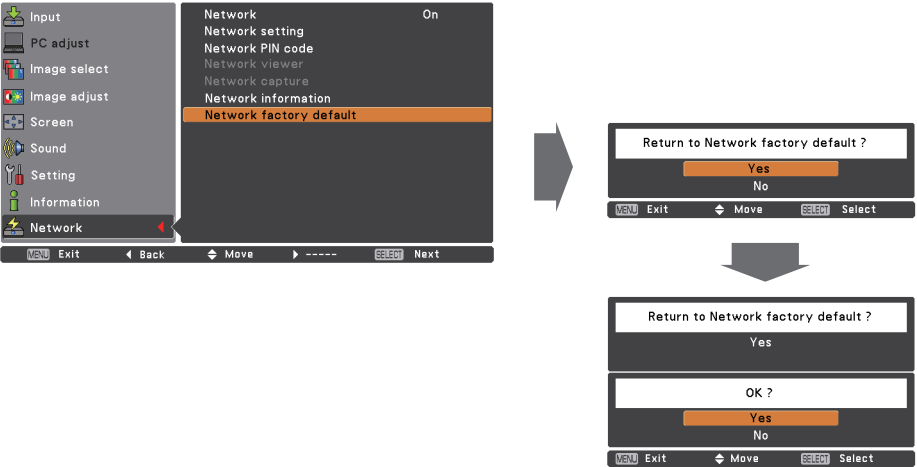 Input
PC adjust
Image select
Image adjust
Screen
Sound
Setting
Information
Network
Network On
Network setting
Network PIN code
Network viewer
Network capture
Network information
Network factory default
MENU Exit Back Move ----- SELECT Next
Return to Network factory default ?
Yes
No
MENU Exit Move SELECT Select
Return to Network factory default ?
Yes
OK ?
Yes
No
MENU Exit Move SELECT Select